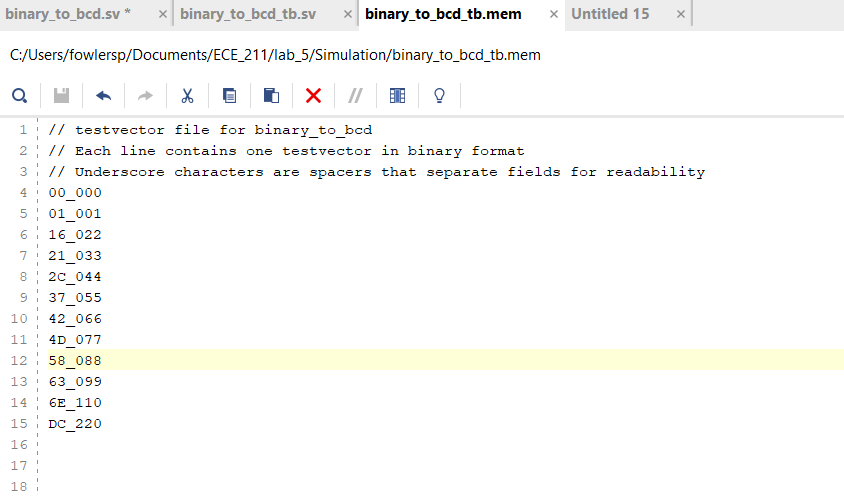 binary_to_bcd.sv * × binary_to_bcd_tb.sv × binary_to_bcd_tb.mem × Untitled 15 ×
C:/Users/fowlersp/Documents/ECE_211/lab_5/Simulation/binary_to_bcd_tb.mem
1 // testvector file for binary_to_bcd
2 // Each line contains one testvector in binary format
3 // Underscore characters are spacers that separate fields for readability
4 00_000
5 01_001
6 16_022
7 21_033
8 2C_044
9 37_055
10 42_066
11 4D_077
12 58_088
13 63_099
14 6E_110
15 DC_220
16
17
18